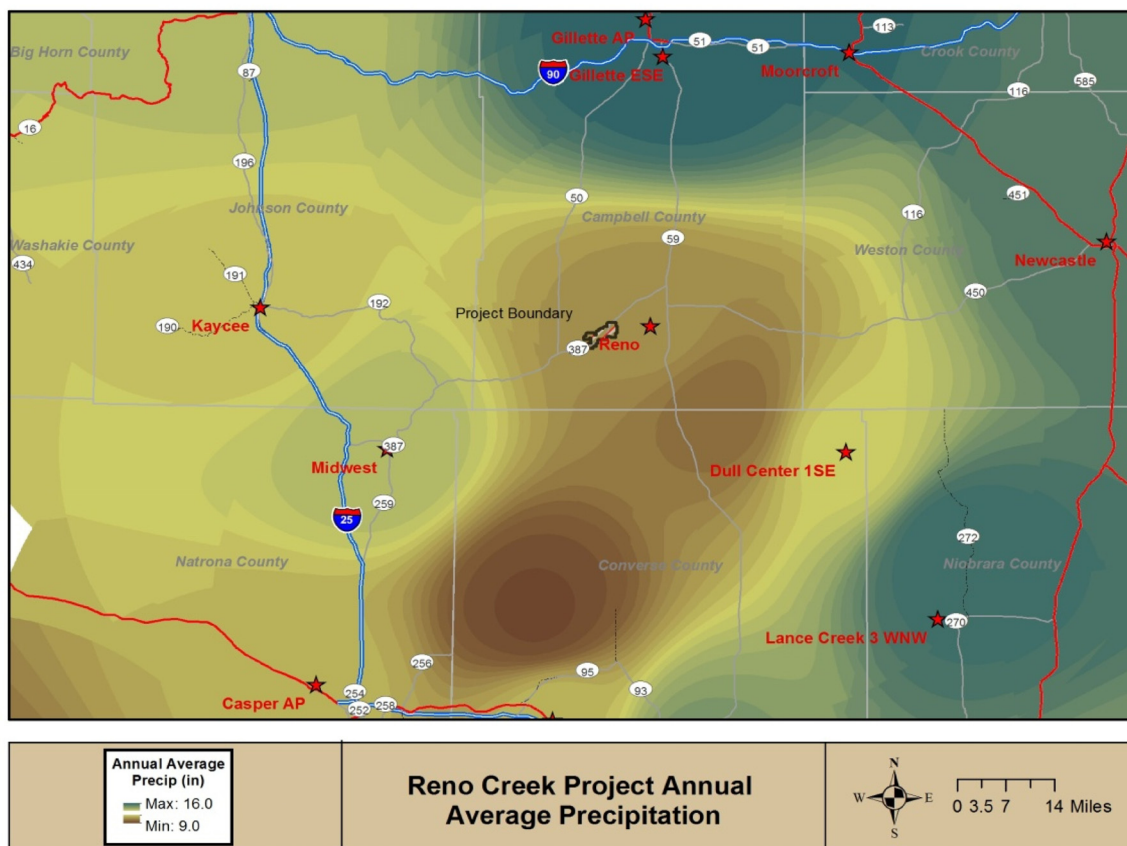 Gillette AP
113
Big Horn County
51
51
Crook County
87
90
Gillette ESE
Moorcroft
585
116
16
196
50
451
Johnson County
Campbell County
116
Washakie County
59
Weston County
434
Newcastle
191
450
192
Project Boundary
190
Kaycee
387
Reno
387
Midwest
Dull Center 1SE
259
25
272
Natrona County
Converse County
Niobrara County
270
Lance Creek 3 WNW
256
95
254
93
Casper AP
252
258
Annual Average
Precip (in)
Max: 16.0
Min: 9.0
Reno Creek Project Annual
Average Precipitation
N
W
E
S
0 3.5 7 14 Miles